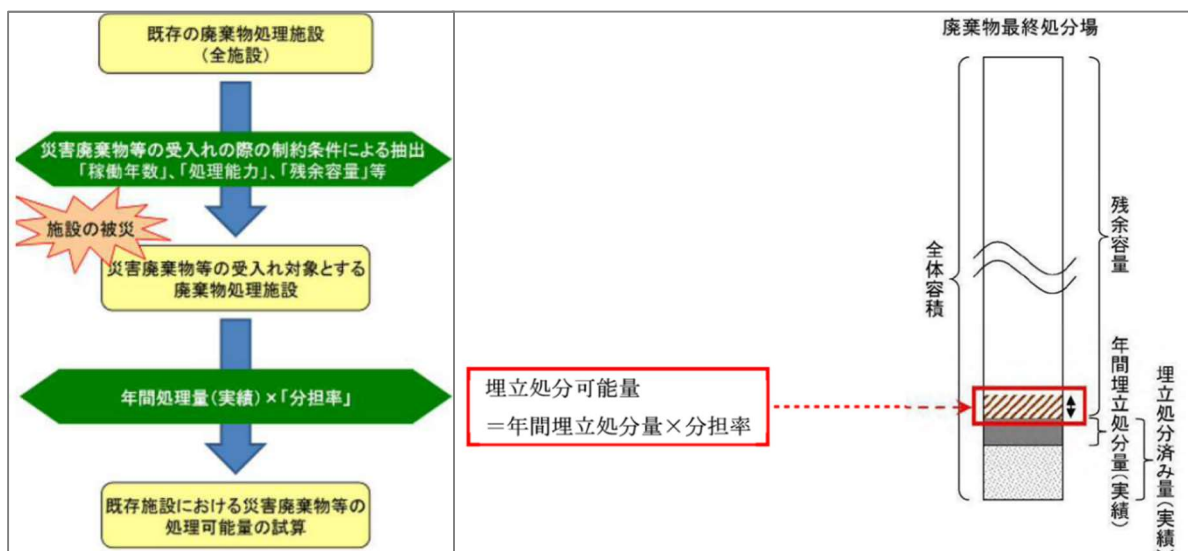 既存の廃棄物処理施設
(全施設)
災害廃棄物等の受入れの際の制約条件による抽出
「稼働年数」、「処理能力」、「残余容量」等
施設の被災
災害廃棄物等の受入れ対象とする
廃棄物処理施設
年間処理量(実績)×「分担率」
既存施設における災害廃棄物等の
処理可能量の試算
廃棄物最終処分場
全体容積
残余容量
年間埋立処分量(実績)
埋立処分済み量(実績
埋立処分可能量
＝年間埋立処分量×分担率